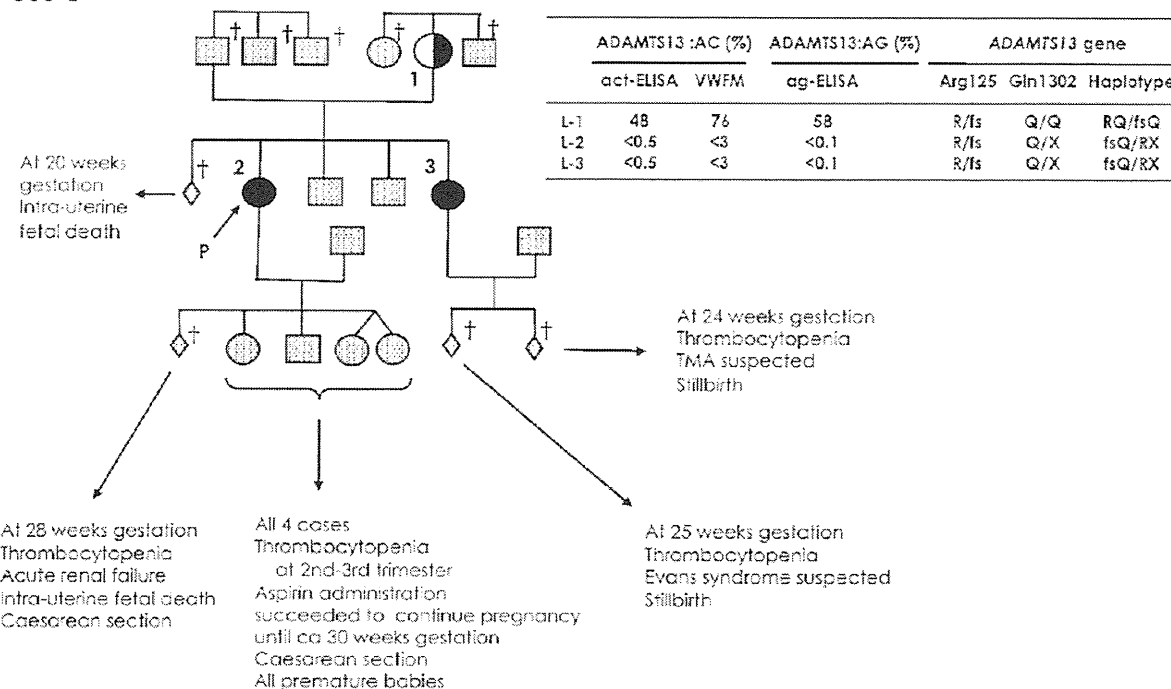 ADAMTS13 :AC (%) ADAMTS13:AG (%) ADAMTS13 gene
act-ELISA VWFM ag-ELISA Arg125 Gln1302 Haplotype
L-1 48 76 58 R/fs Q/Q RQ/fsQ
L-2 <0.5 <3 <0.1 R/fs Q/X fsQ/RX
L-3 <0.5 <3 <0.1 R/fs Q/X fsQ/RX
† † † † †
1
At 20 weeks
gestation
Intra-uterine
fetal death
† 2 3
P
† † †
At 24 weeks gestation
Thrombocytopenia
TMA suspected
Stillbirth
At 28 weeks gestation
Thrombocytopenia
Acute renal failure
Intra-uterine fetal death
Caesarean section
All 4 cases
Thrombocytopenia
at 2nd-3rd trimester
Aspirin administration
succeeded to continue pregnancy
until ca 30 weeks gestation
Caesarean section
All premature babies
At 25 weeks gestation
Thrombocytopenia
Evans syndrome suspected
Stillbirth